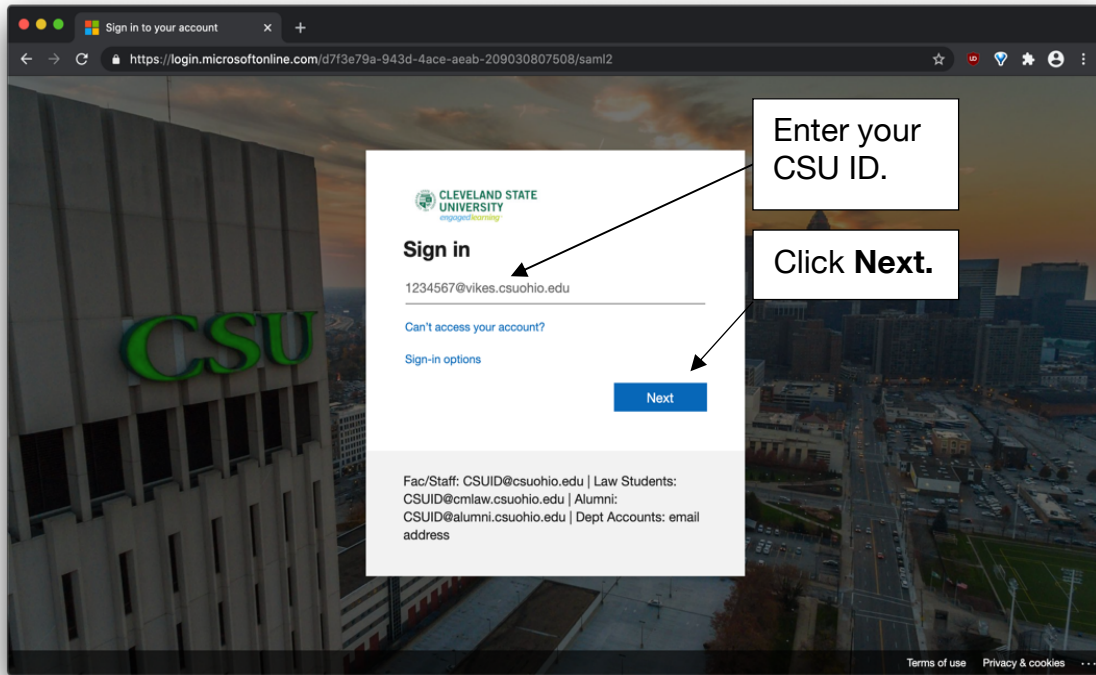 Sign in to your account
https://login.microsoftonline.com/d7f3e79a-943d-4ace-aeab-209030807508/saml2
Enter your
CSU ID.
CLEVELAND STATE
UNIVERSITY
engagedlearning
Sign in
Click Next.
1234567@vikes.csuohio.edu
CSU
Can't access your account?
Sign-in options
Next
Fac/Staff: CSUID@csuohio.edu | Law Students:
CSUID@cmlaw.csuohio.edu | Alumni:
CSUID@alumni.csuohio.edu | Dept Accounts: email
address
Terms of use Privacy & cookies ...